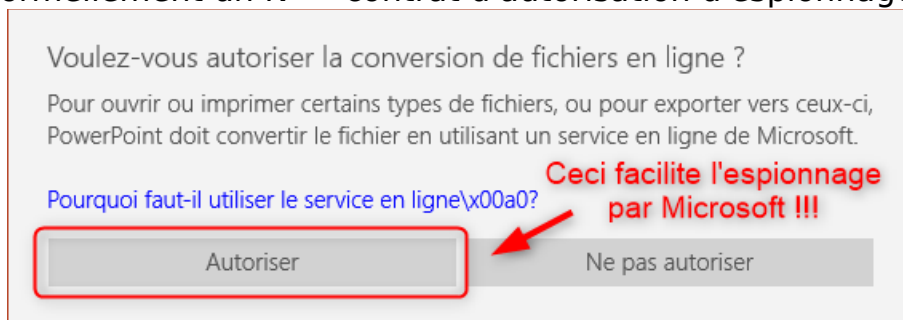 Voulez-vous autoriser la conversion de fichiers en ligne ?
Pour ouvrir ou imprimer certains types de fichiers, ou pour exporter vers ceux-ci,
PowerPoint doit convertir le fichier en utilisant un service en ligne de Microsoft.
Ceci facilite l'espionnage
par Microsoft !!!
Pourquoi faut-il utiliser le service en ligne\x00a0?
Autoriser
Ne pas autoriser